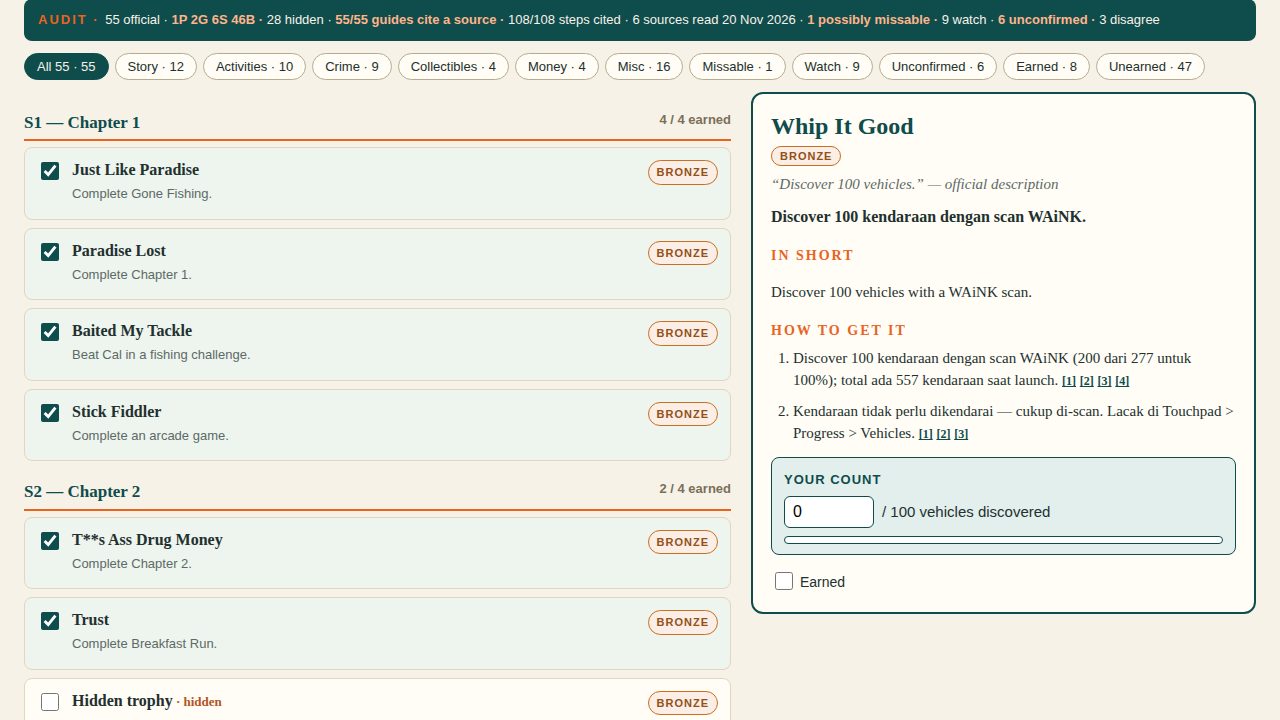 AUDIT · 55 official · 1P 2G 6S 46B · 28 hidden · 55/55 guides cite a source · 108/108 steps cited · 6 sources read 20 Nov 2026 · 1 possibly missable · 9 watch · 6 unconfirmed · 3 disagree
All 55 · 55
Story · 12
Activities · 10
Crime · 9
Collectibles · 4
Money · 4
Misc · 16
Missable · 1
Watch · 9
Unconfirmed · 6
Earned · 8
Unearned · 47
S1 — Chapter 1
4 / 4 earned
Just Like Paradise
BRONZE
Complete Gone Fishing.
Paradise Lost
BRONZE
Complete Chapter 1.
Baited My Tackle
BRONZE
Beat Cal in a fishing challenge.
Stick Fiddler
BRONZE
Complete an arcade game.
S2 — Chapter 2
2 / 4 earned
T**s Ass Drug Money
BRONZE
Complete Chapter 2.
Trust
BRONZE
Complete Breakfast Run.
Hidden trophy · hidden
BRONZE
Whip It Good
BRONZE
“Discover 100 vehicles.” — official description
Discover 100 kendaraan dengan scan WAiNK.
IN SHORT
Discover 100 vehicles with a WAiNK scan.
HOW TO GET IT
1. Discover 100 kendaraan dengan scan WAiNK (200 dari 277 untuk
100%); total ada 557 kendaraan saat launch. [1] [2] [3] [4]
2. Kendaraan tidak perlu dikendarai — cukup di-scan. Lacak di Touchpad >
Progress > Vehicles. [1] [2] [3]
YOUR COUNT
0 / 100 vehicles discovered
Earned